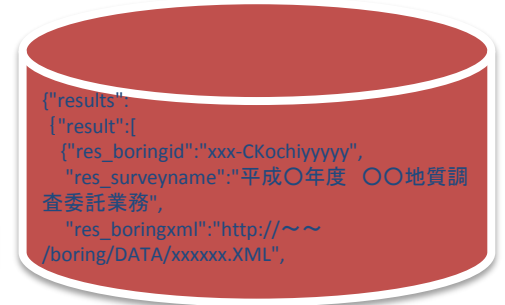 {"results":
{"result":[
{"res_boringid":"xxx-CKochiyyyyy",
"res_surveyname":"平成〇年度　〇〇地質調
査委託業務",
"res_boringxml":"http://～～
/boring/DATA/xxxxxx.XML",